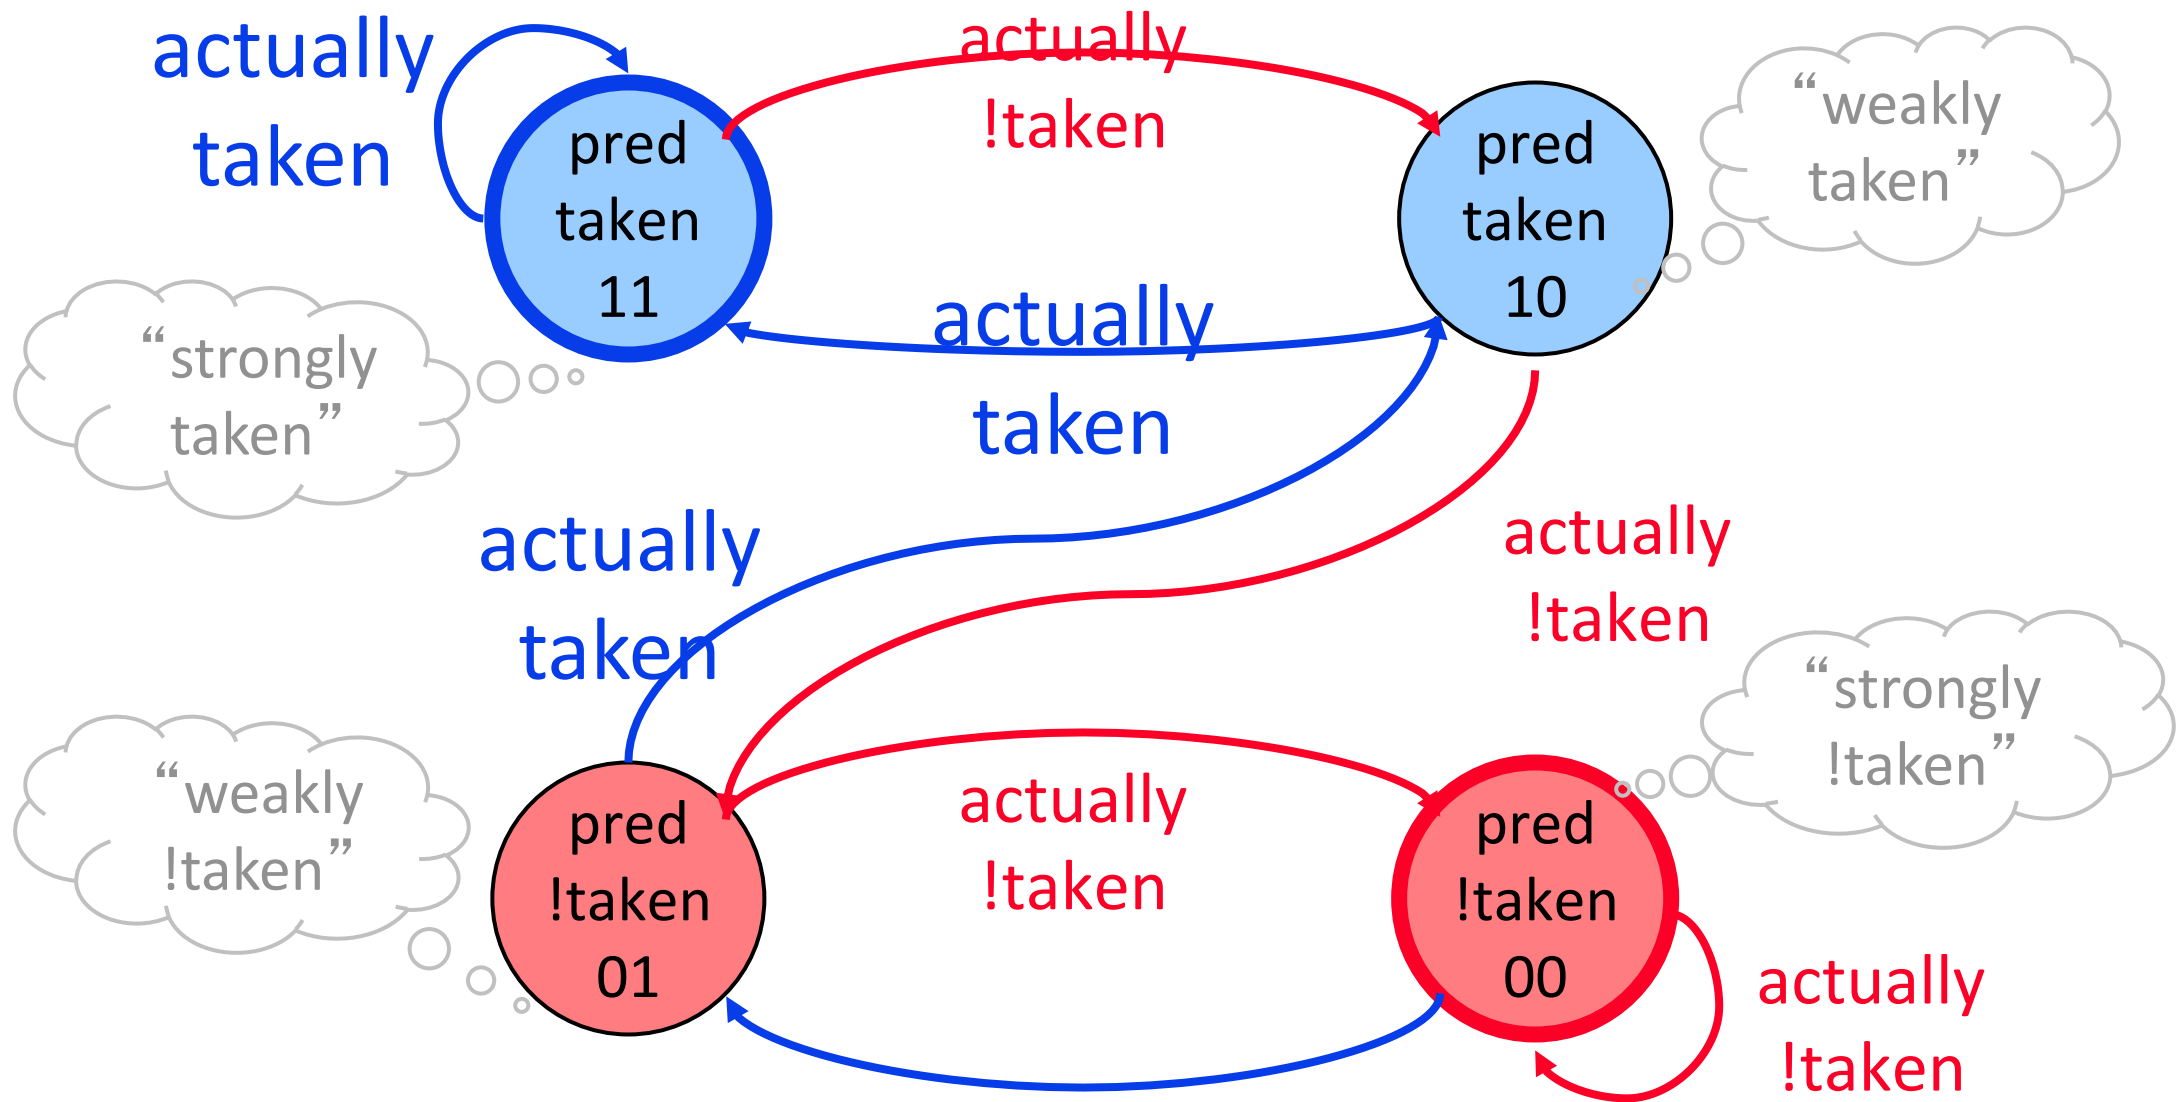 actually
taken
actually
!taken
pred
taken
11
pred
taken
10
“weakly
taken”
“strongly
taken”
actually
taken
actually
taken
actually
!taken
“strongly
!taken”
“weakly
!taken”
pred
!taken
01
actually
!taken
pred
!taken
00
actually
!taken